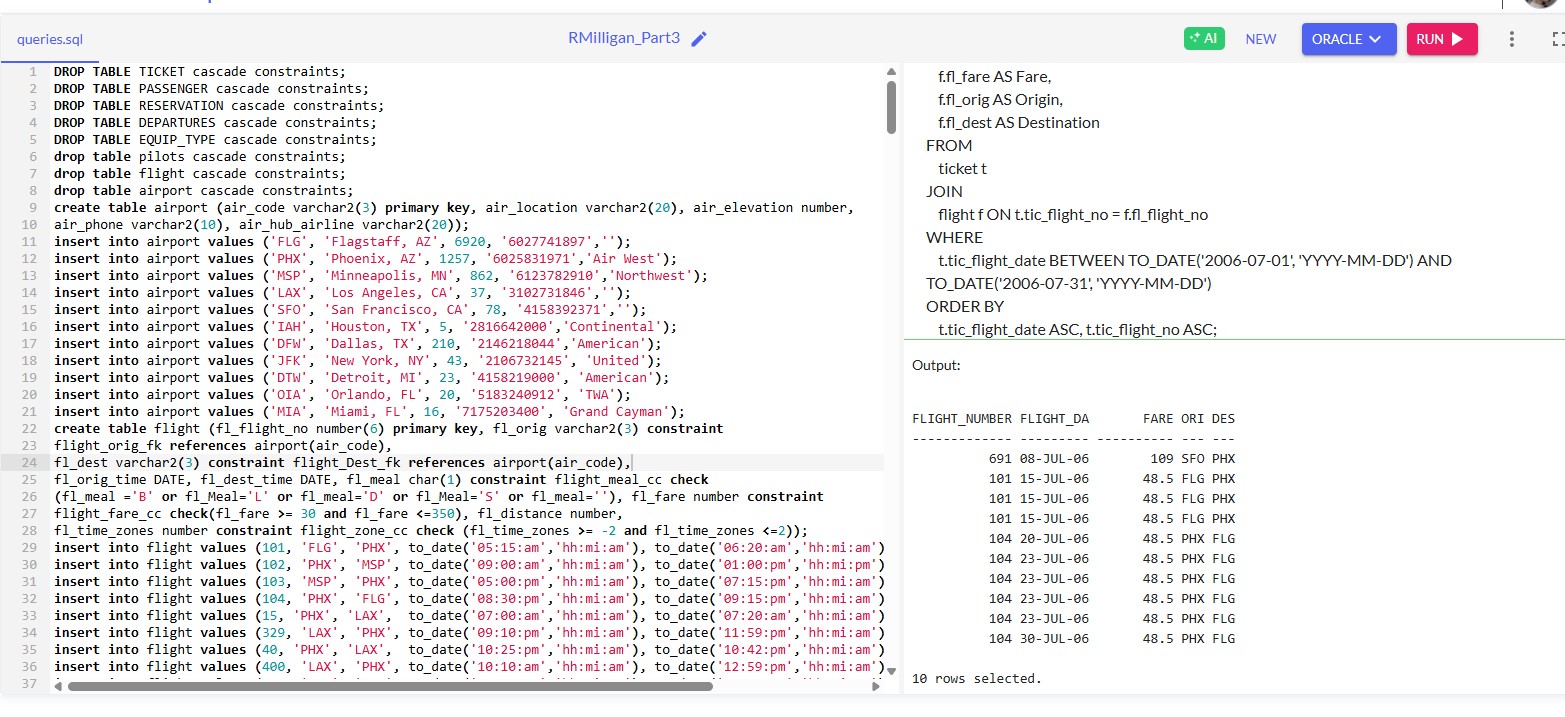 queries.sql
RMilligan_Part3
AI
NEW
ORACLE
RUN
1 DROP TABLE TICKET cascade constraints;
2 DROP TABLE PASSENGER cascade constraints;
3 DROP TABLE RESERVATION cascade constraints;
4 DROP TABLE DEPARTURES cascade constraints;
5 DROP TABLE EQUIP_TYPE cascade constraints;
6 drop table pilots cascade constraints;
7 drop table flight cascade constraints;
8 drop table airport cascade constraints;
9 create table airport (air_code varchar2(3) primary key, air_location varchar2(20), air_elevation number,
10 air_phone varchar2(10), air_hub_airline varchar2(20));
11 insert into airport values ('FLG', 'Flagstaff, AZ', 6920, '6027741897','');
12 insert into airport values ('PHX', 'Phoenix, AZ', 1257, '6025831971','Air West');
13 insert into airport values ('MSP', 'Minneapolis, MN', 862, '6123782910','Northwest');
14 insert into airport values ('LAX', 'Los Angeles, CA', 37, '3102731846','');
15 insert into airport values ('SFO', 'San Francisco, CA', 78, '4158392371','');
16 insert into airport values ('IAH', 'Houston, TX', 5, '2816642000','Continental');
17 insert into airport values ('DFW', 'Dallas, TX', 210, '2146218044','American');
18 insert into airport values ('JFK', 'New York, NY', 43, '2106732145', 'United');
19 insert into airport values ('DTW', 'Detroit, MI', 23, '4158219000', 'American');
20 insert into airport values ('OIA', 'Orlando, FL', 20, '5183240912', 'TWA');
21 insert into airport values ('MIA', 'Miami, FL', 16, '7175203400', 'Grand Cayman');
22 create table flight (fl_flight_no number(6) primary key, fl_orig varchar2(3) constraint
23 flight_orig_fk references airport(air_code),
24 fl_dest varchar2(3) constraint flight_Dest_fk references airport(air_code),
25 fl_orig_time DATE, fl_dest_time DATE, fl_meal char(1) constraint flight_meal_cc check
26 (fl_meal ='B' or fl_Meal='L' or fl_meal='D' or fl_Meal='S' or fl_meal=''), fl_fare number constraint
27 flight_fare_cc check(fl_fare >= 30 and fl_fare <=350), fl_distance number,
28 fl_time_zones number constraint flight_zone_cc check (fl_time_zones >= -2 and fl_time_zones <=2));
29 insert into flight values (101, 'FLG', 'PHX', to_date('05:15:am','hh:mi:am'), to_date('06:20:am','hh:mi:am')
30 insert into flight values (102, 'PHX', 'MSP', to_date('09:00:am','hh:mi:am'), to_date('01:00:pm','hh:mi:pm')
31 insert into flight values (103, 'MSP', 'PHX', to_date('05:00:pm','hh:mi:am'), to_date('07:15:pm','hh:mi:am')
32 insert into flight values (104, 'PHX', 'FLG', to_date('08:30:pm','hh:mi:am'), to_date('09:15:pm','hh:mi:am')
33 insert into flight values (15, 'PHX', 'LAX', to_date('07:00:am','hh:mi:am'), to_date('07:20:am','hh:mi:am')
34 insert into flight values (329, 'LAX', 'PHX', to_date('09:10:pm','hh:mi:am'), to_date('11:59:pm','hh:mi:am')
35 insert into flight values (40, 'PHX', 'LAX', to_date('10:25:pm','hh:mi:am'), to_date('10:42:pm','hh:mi:am')
36 insert into flight values (400, 'LAX', 'PHX', to_date('10:10:am','hh:mi:am'), to_date('12:59:pm','hh:mi:am')
37
f.fl_fare AS Fare,
f.fl_orig AS Origin,
f.fl_dest AS Destination
FROM
ticket t
JOIN
flight f ON t.tic_flight_no = f.fl_flight_no
WHERE
t.tic_flight_date BETWEEN TO_DATE('2006-07-01', 'YYYY-MM-DD') AND
TO_DATE('2006-07-31', 'YYYY-MM-DD')
ORDER BY
t.tic_flight_date ASC, t.tic_flight_no ASC;
Output:
FLIGHT_NUMBER FLIGHT_DA FARE ORI DES
------------- --------- ---------- --- ---
691 08-JUL-06 109 SFO PHX
101 15-JUL-06 48.5 FLG PHX
101 15-JUL-06 48.5 FLG PHX
101 15-JUL-06 48.5 FLG PHX
104 20-JUL-06 48.5 PHX FLG
104 23-JUL-06 48.5 PHX FLG
104 23-JUL-06 48.5 PHX FLG
104 23-JUL-06 48.5 PHX FLG
104 23-JUL-06 48.5 PHX FLG
104 30-JUL-06 48.5 PHX FLG
10 rows selected.